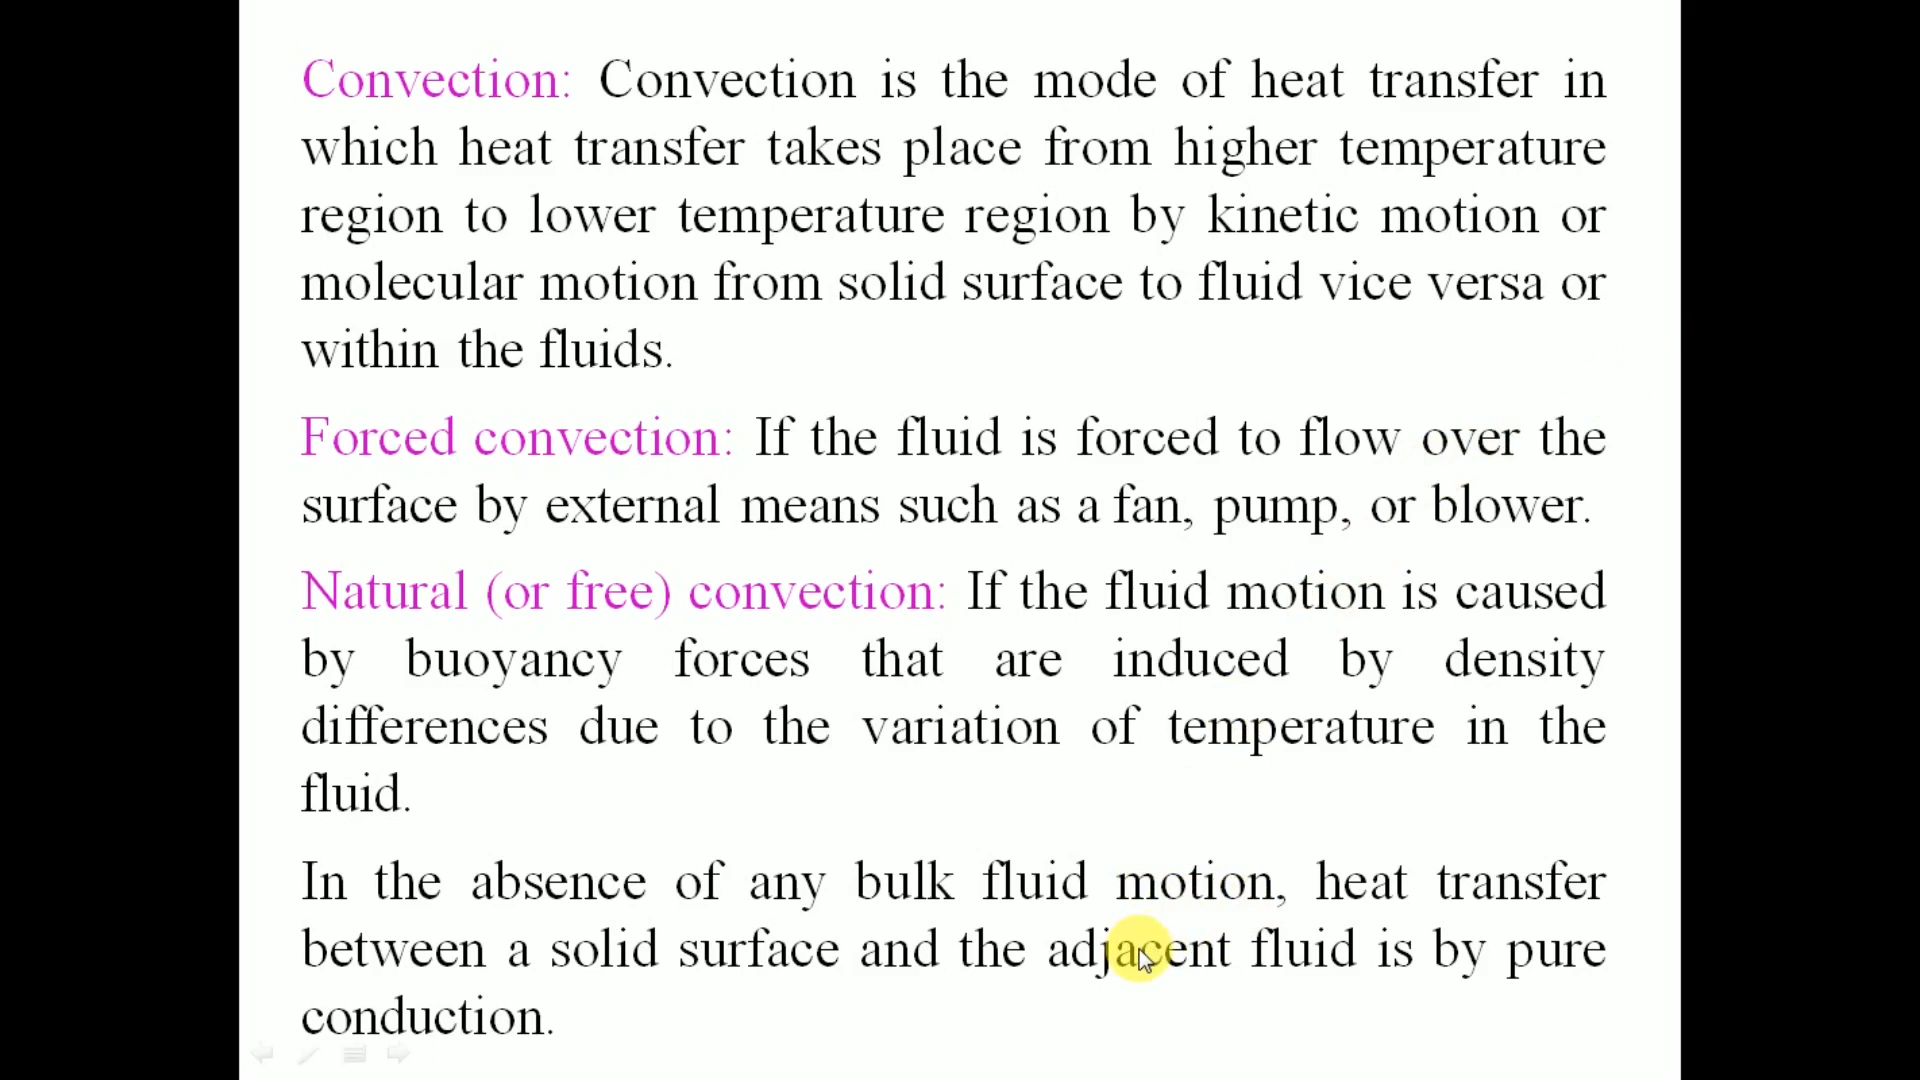 Convection: Convection is the mode of heat transfer in
which heat transfer takes place from higher temperature
region to lower temperature region by kinetic motion or
molecular motion from solid surface to fluid vice versa or
within the fluids.
Forced convection: If the fluid is forced to flow over the
surface by external means such as a fan, pump, or blower.
Natural (or free) convection: If the fluid motion is caused
by buoyancy forces that are induced by density
differences due to the variation of temperature in the
fluid.
In the absence of any bulk fluid motion, heat transfer
between a solid surface and the adjacent fluid is by pure
conduction.